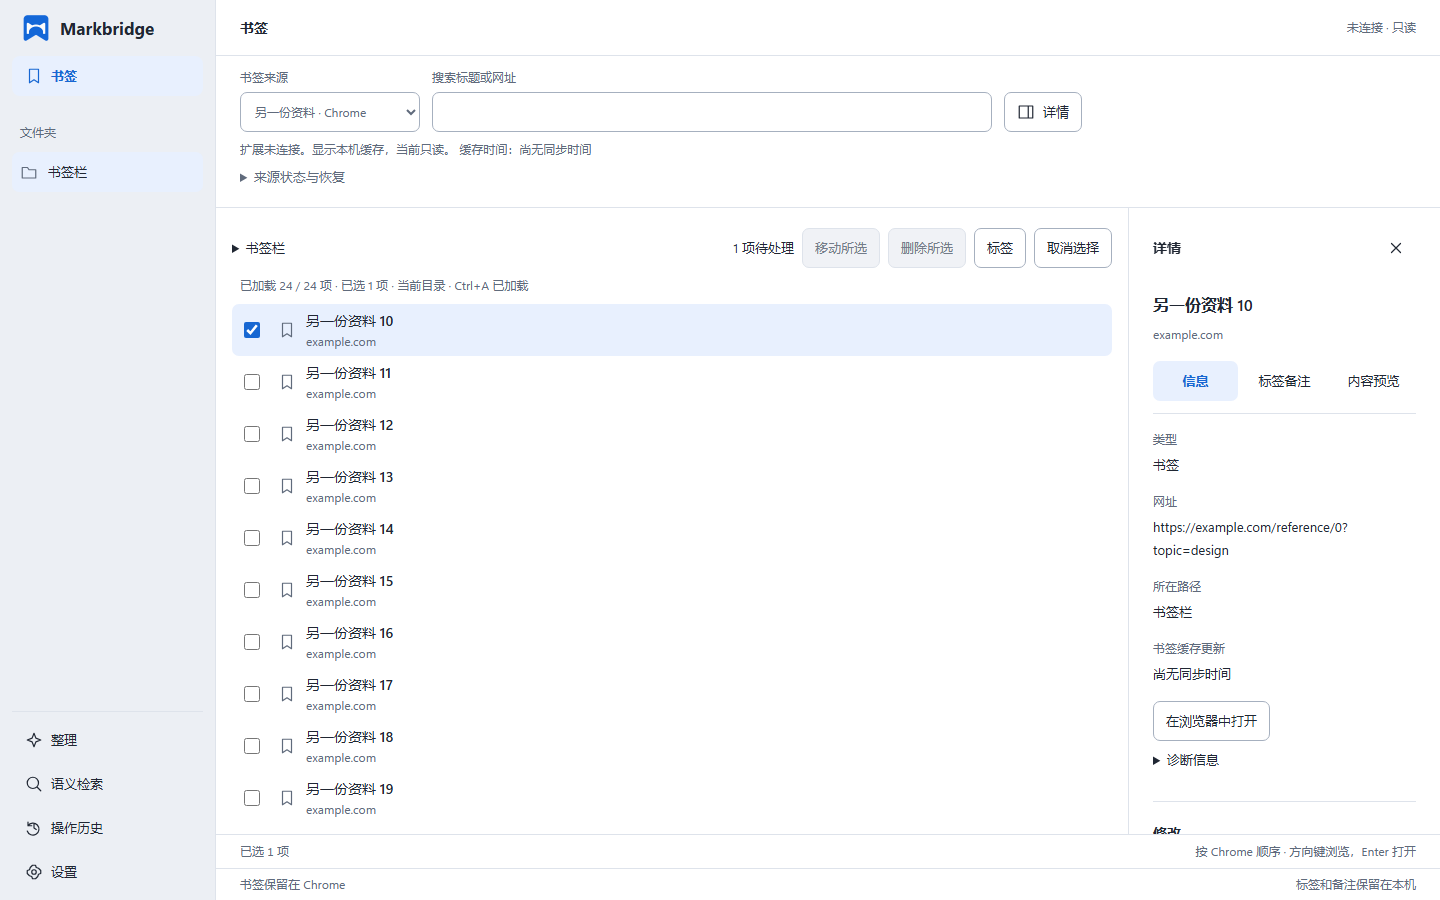 Markbridge
书签
文件夹
书签栏
整理
语义检索
操作历史
设置
书签
未连接 · 只读
书签来源
搜索标题或网址
另一份资料 · Chrome
详情
扩展未连接。显示本机缓存，当前只读。 缓存时间：尚无同步时间
来源状态与恢复
书签栏
1 项待处理
移动所选
删除所选
标签
取消选择
已加载 24 / 24 项 · 已选 1 项 · 当前目录 · Ctrl+A 已加载
另一份资料 10
example.com
另一份资料 11
example.com
另一份资料 12
example.com
另一份资料 13
example.com
另一份资料 14
example.com
另一份资料 15
example.com
另一份资料 16
example.com
另一份资料 17
example.com
另一份资料 18
example.com
另一份资料 19
example.com
详情
另一份资料 10
example.com
信息
标签备注
内容预览
类型
书签
网址
https://example.com/reference/0?
topic=design
所在路径
书签栏
书签缓存更新
尚无同步时间
在浏览器中打开
诊断信息
修改
已选 1 项
按 Chrome 顺序 · 方向键浏览，Enter 打开
书签保留在 Chrome
标签和备注保留在本机